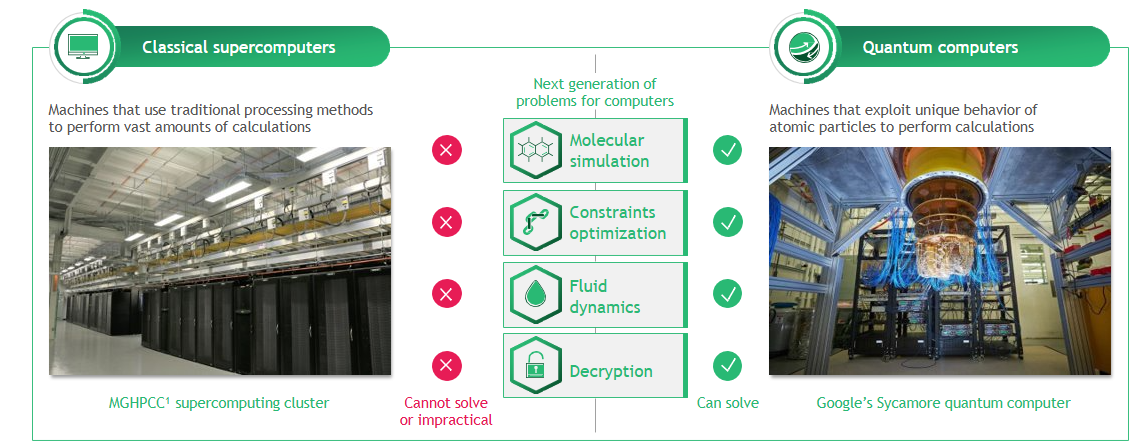 Classical supercomputers
Quantum computers
Machines that use traditional processing methods
to perform vast amounts of calculations
Next generation of
problems for computers
Machines that exploit unique behavior of
atomic particles to perform calculations
Molecular
simulation
Constraints
optimization
Fluid
dynamics
Decryption
MGHPCC¹ supercomputing cluster
Cannot solve
or impractical
Can solve
Google's Sycamore quantum computer